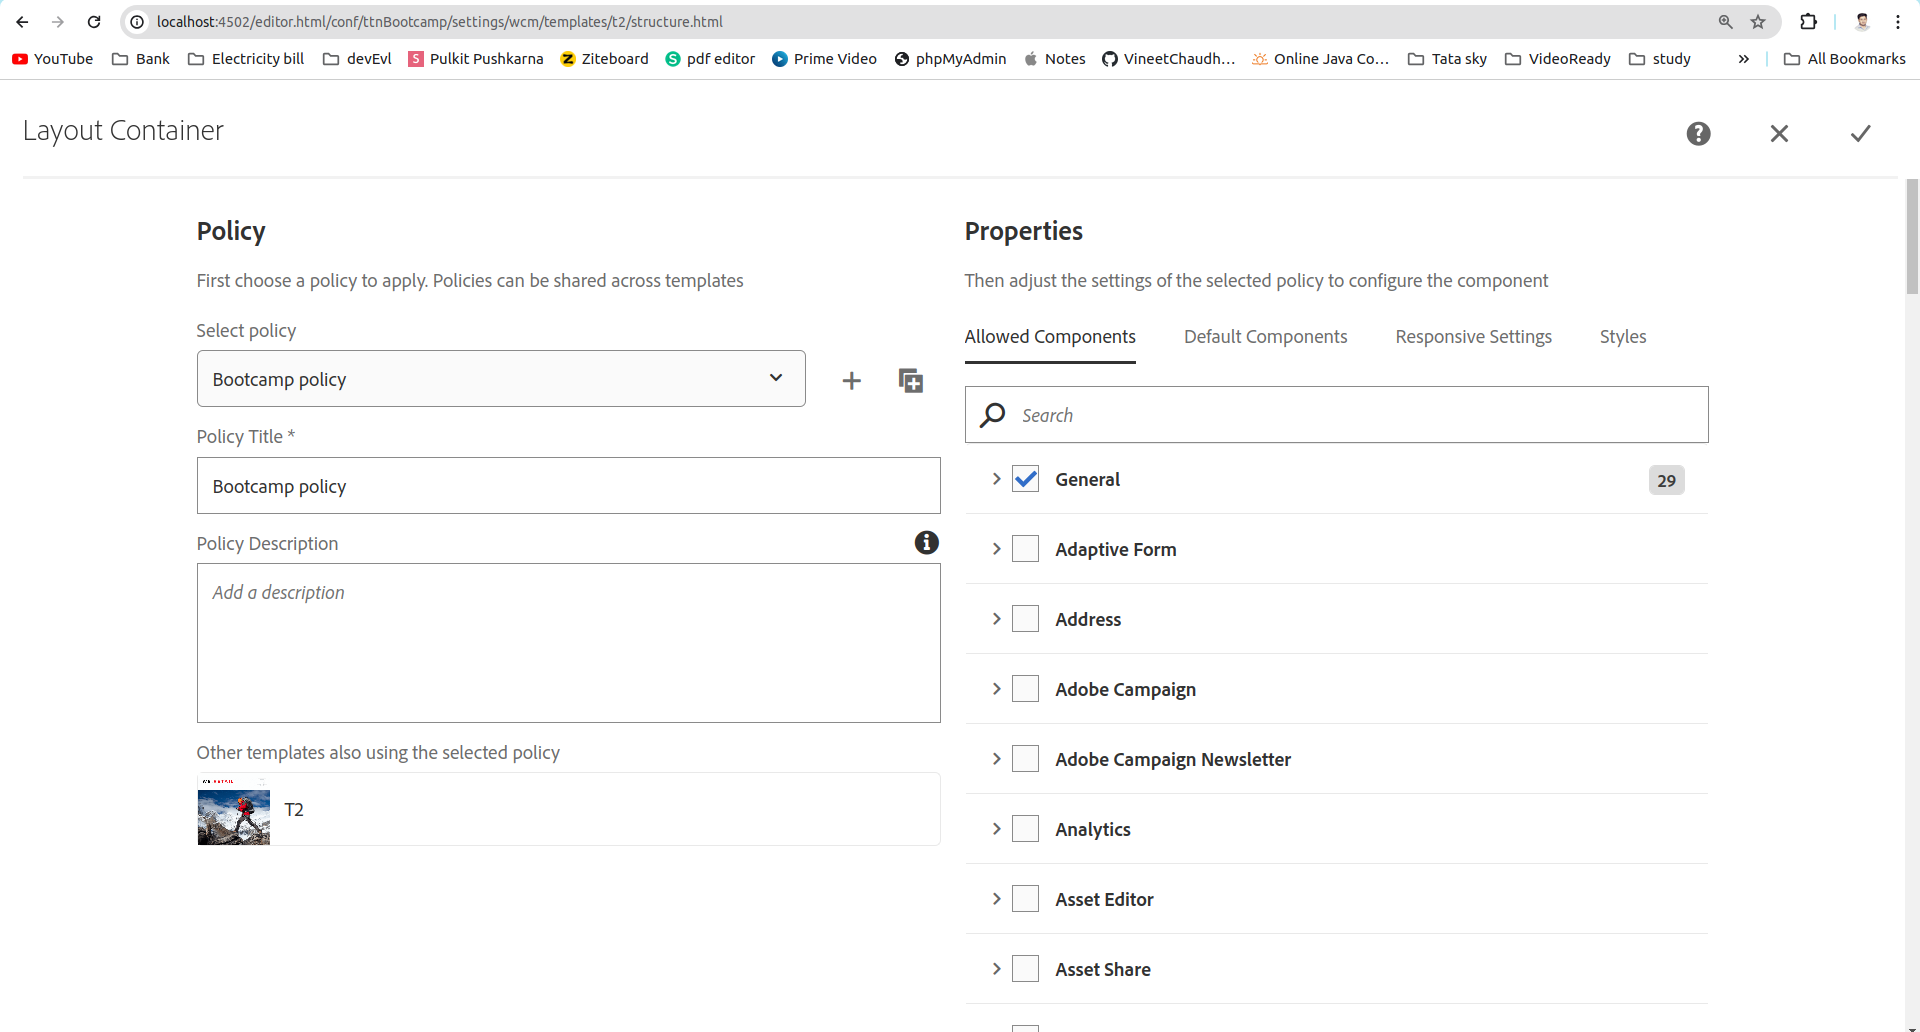 localhost:4502/editor.html/conf/ttnBootcamp/settings/wcm/templates/t2/structure.html
YouTube Bank Electricity bill devEvl Pulkit Pushkarna Ziteboard pdf editor Prime Video phpMyAdmin Notes VineetChaudh... Online Java Co... Tata sky VideoReady study » All Bookmarks
Layout Container
Policy
First choose a policy to apply. Policies can be shared across templates
Select policy
Bootcamp policy
Policy Title *
Bootcamp policy
Policy Description
Add a description
Other templates also using the selected policy
T2
Properties
Then adjust the settings of the selected policy to configure the component
Allowed Components Default Components Responsive Settings Styles
Search
General 29
Adaptive Form
Address
Adobe Campaign
Adobe Campaign Newsletter
Analytics
Asset Editor
Asset Share